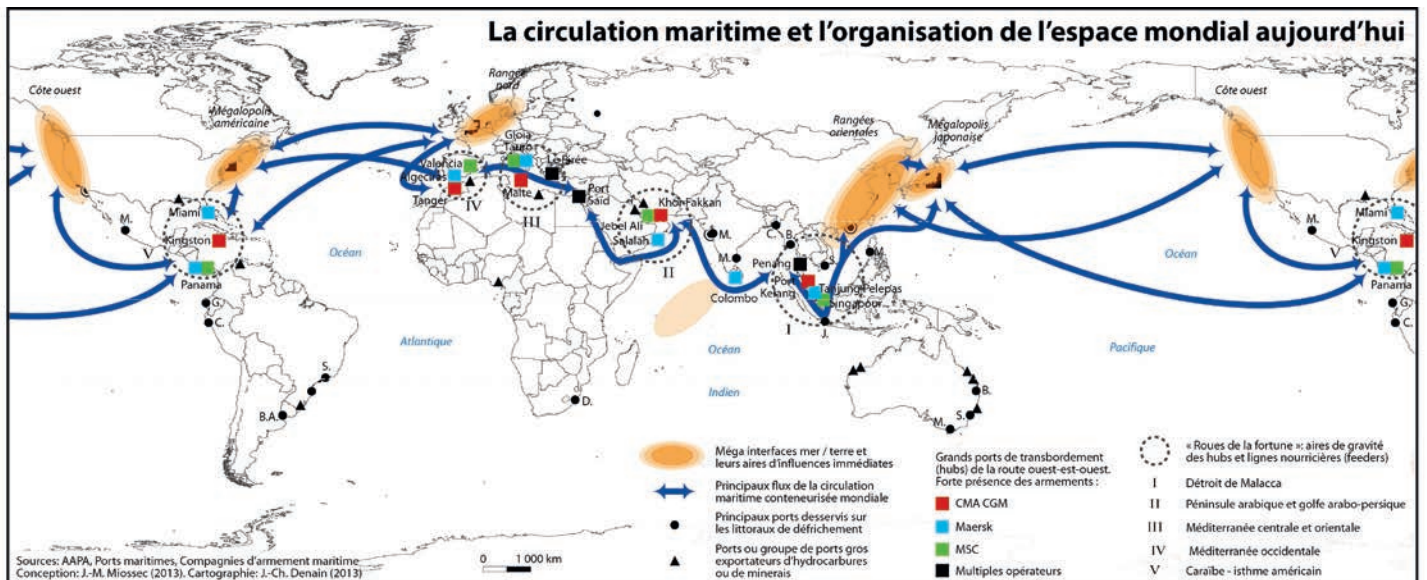 La circulation maritime et l'organisation de l'espace mondial aujourd'hui
Côte ouest
Mégalopolis
américaine
Rangée
nord
Rangées
orientales
Mégalopolis
japonaise
Côte ouest
Gioia
Tauro
Valencia
Le Pirée
Algeciras
Tanger
Malte
Port
Saïd
IV
III
Khor Fakkan
Jebel Ali
Salalah
II
M.
M.
Colombo
C.
B.
Penang
Port
Kelang
S.
M.
Tanjung Pelepas
Singapour
I
J.
Miami
M.
Kingston
V
Panama
G.
C.
Océan
Atlantique
Océan
Indien
Océan
Pacifique
Miami
M.
Kingston
V
Panama
G.
C.
S.
B.A.
D.
B.
S.
M.
Méga interfaces mer / terre et
leurs aires d'influences immédiates
Principaux flux de la circulation
maritime conteneurisée mondiale
Principaux ports desservis sur
les littoraux de défrichement
Ports ou groupe de ports gros
exportateurs d'hydrocarbures
ou de minerais
Grands ports de transbordement
(hubs) de la route ouest-est-ouest.
Forte présence des armements :
CMA CGM
Maersk
MSC
Multiples opérateurs
« Roues de la fortune »: aires de gravité
des hubs et lignes nourricières (feeders)
I Détroit de Malacca
II Péninsule arabique et golfe arabo-persique
III Méditerranée centrale et orientale
IV Méditerranée occidentale
V Caraïbe - isthme américain
0 1 000 km
Sources: AAPA, Ports maritimes, Compagnies d'armement maritime
Conception: J.-M. Miossec (2013). Cartographie: J.-Ch. Denain (2013)